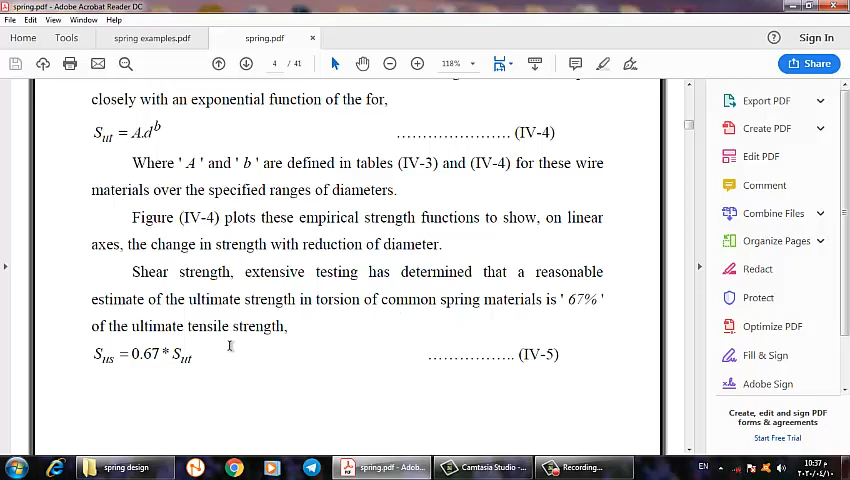 spring.pdf - Adobe Acrobat Reader DC
File Edit View Window Help
Home Tools spring examples.pdf spring.pdf × Sign In
4 / 41 118% Share
closely with an exponential function of the for,
S_ut = A.d^b ………………… (IV-4)
Where ' A ' and ' b ' are defined in tables (IV-3) and (IV-4) for these wire
materials over the specified ranges of diameters.
Figure (IV-4) plots these empirical strength functions to show, on linear
axes, the change in strength with reduction of diameter.
Shear strength, extensive testing has determined that a reasonable
estimate of the ultimate strength in torsion of common spring materials is ' 67% '
of the ultimate tensile strength,
S_us = 0.67 * S_ut …………….. (IV-5)
Export PDF
Create PDF
Edit PDF
Comment
Combine Files
Organize Pages
Redact
Protect
Optimize PDF
Fill & Sign
Adobe Sign
Convert, edit and sign PDF
forms & agreements
Start Free Trial
spring design spring.pdf - Adob... Camtasia Studio -... Recording... EN 10:37 م